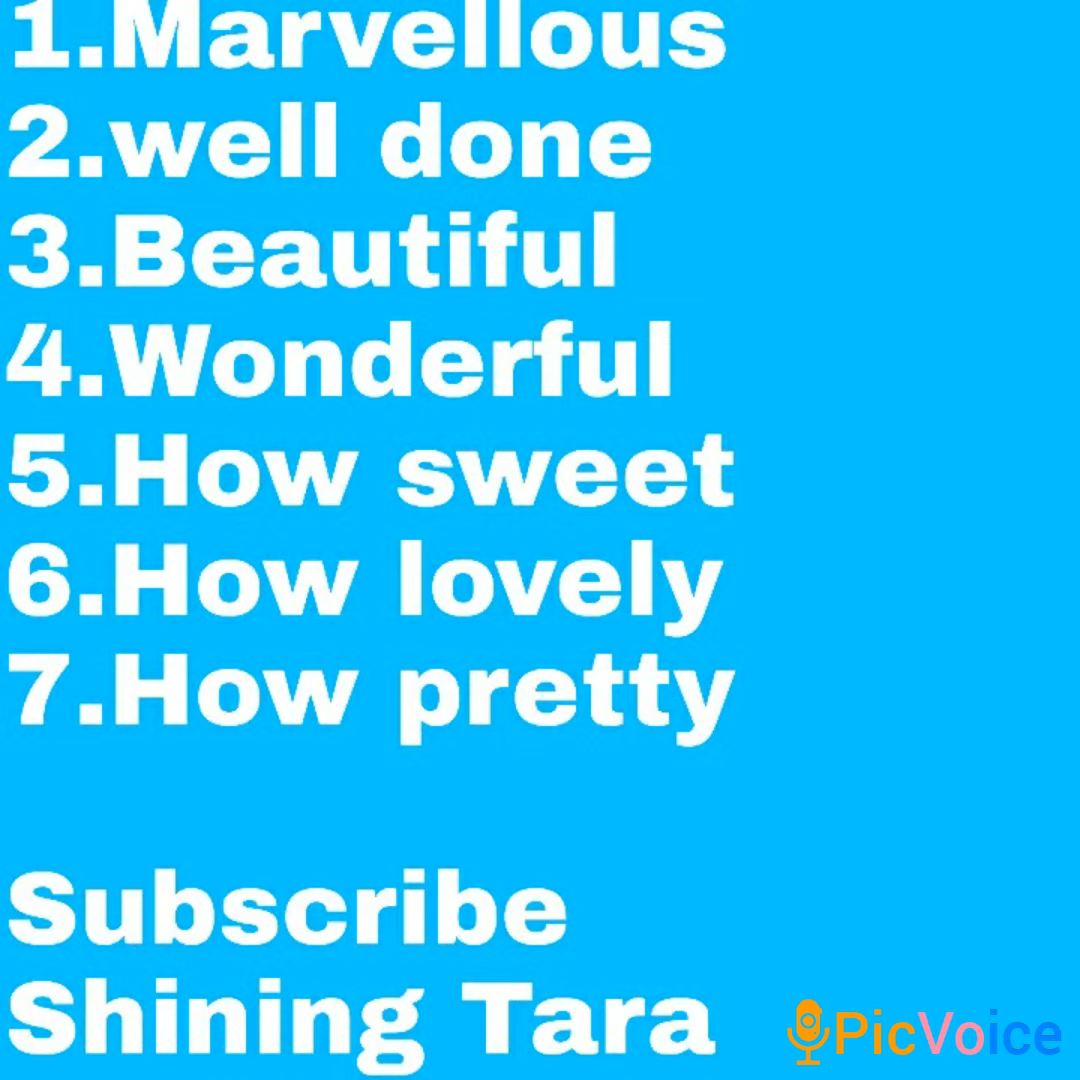 1.Marvellous
2.well done
3.Beautiful
4.Wonderful
5.How sweet
6.How lovely
7.How pretty
Subscribe
Shining Tara
PicVoice